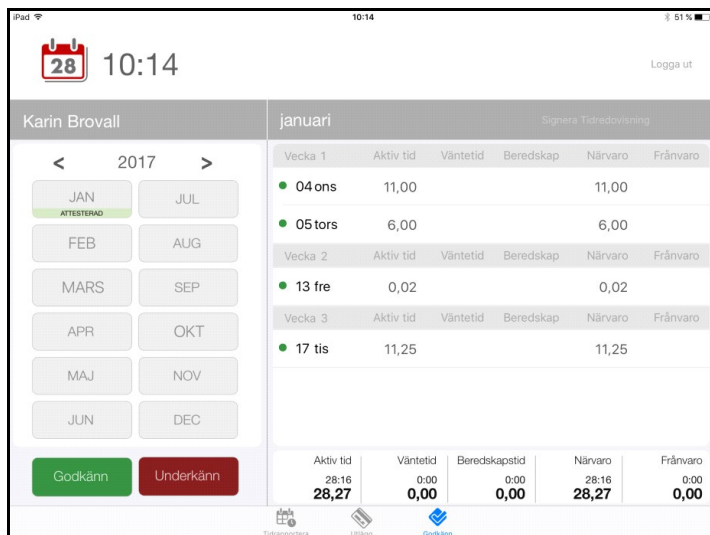 iPad 10:14 51 %
28 10:14 Logga ut
Karin Brovall januari Signera Tidredovisning
< 2017 >
JAN JUL
ATTESTERAD
FEB AUG
MARS SEP
APR OKT
MAJ NOV
JUN DEC
Godkänn Underkänn
Vecka 1 Aktiv tid Väntetid Beredskap Närvaro Frånvaro
04 ons 11,00 11,00
05 tors 6,00 6,00
Vecka 2 Aktiv tid Väntetid Beredskap Närvaro Frånvaro
13 fre 0,02 0,02
Vecka 3 Aktiv tid Väntetid Beredskap Närvaro Frånvaro
17 tis 11,25 11,25
Aktiv tid Väntetid Beredskapstid Närvaro Frånvaro
28:16 0:00 0:00 28:16 0:00
28,27 0,00 0,00 28,27 0,00
Tidrapportera Utlägg Godkänn